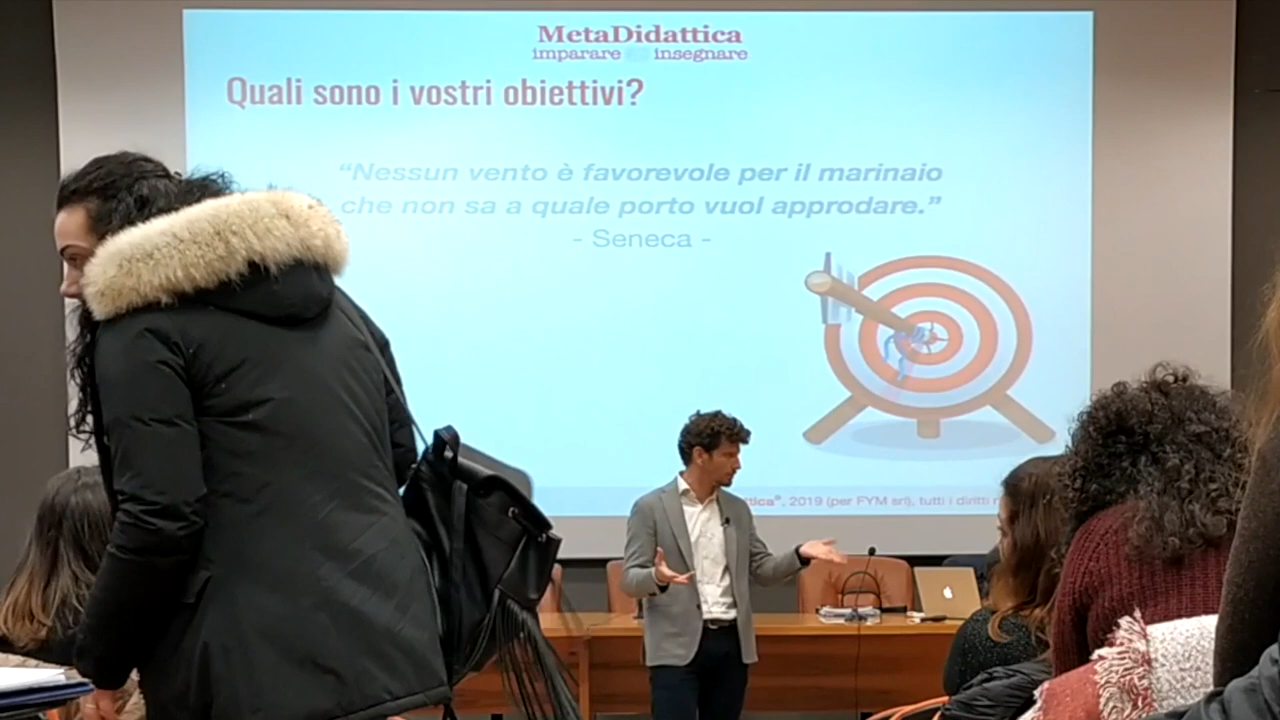 MetaDidattica
imparare insegnare
Quali sono i vostri obiettivi?
“Nessun vento è favorevole per il marinaio
che non sa a quale porto vuol approdare.”
- Seneca -
ttica®, 2019 (per FYM srl), tutti i diritti